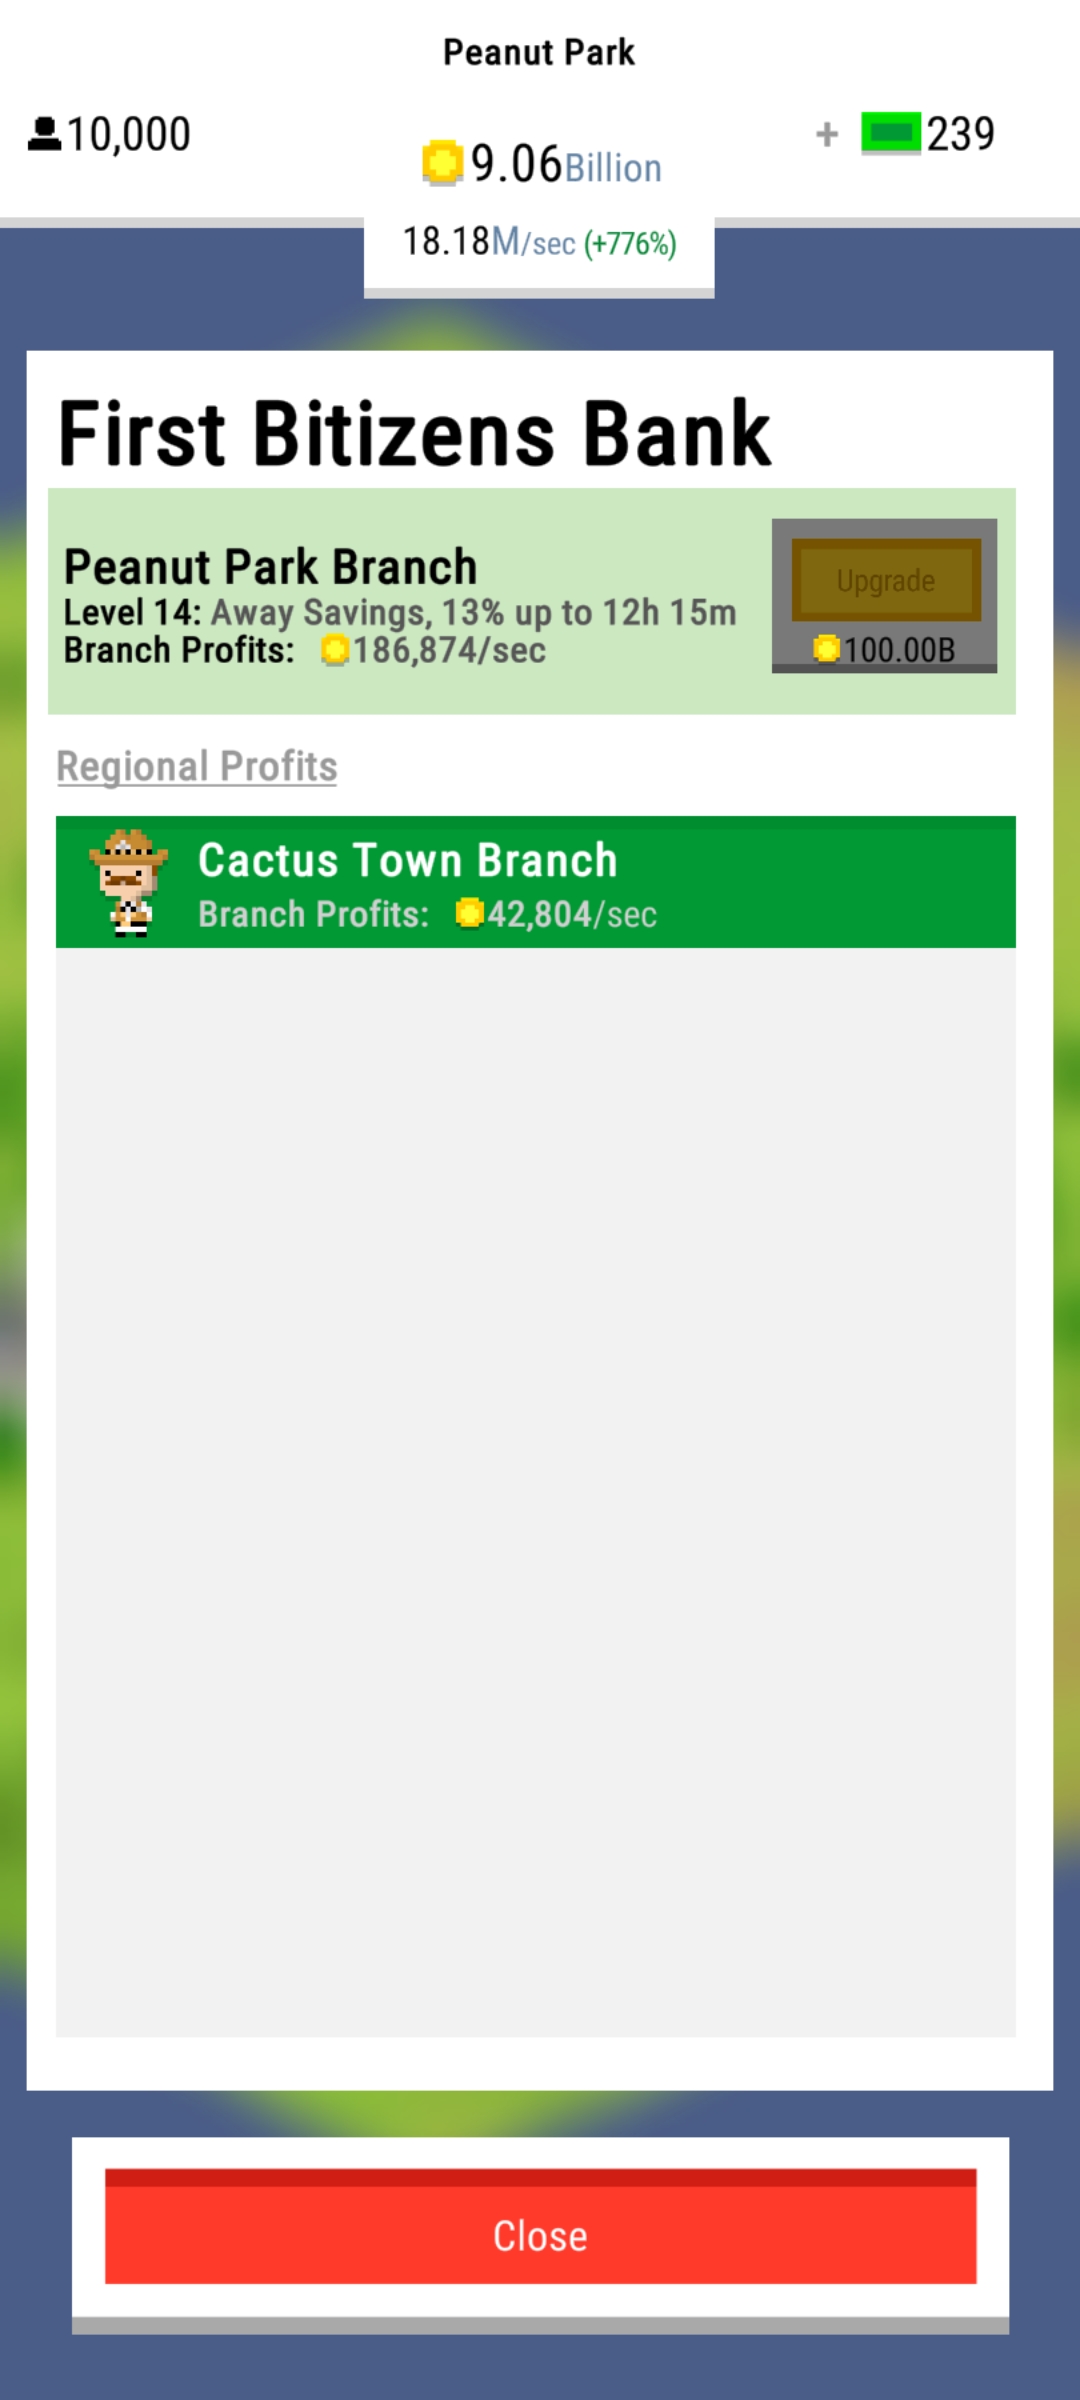 Peanut Park
10,000
9.06Billion
+ 239
18.18M/sec (+776%)
First Bitizens Bank
Peanut Park Branch
Level 14: Away Savings, 13% up to 12h 15m
Branch Profits: 186,874/sec
Upgrade
100.00B
Regional Profits
Cactus Town Branch
Branch Profits: 42,804/sec
Close